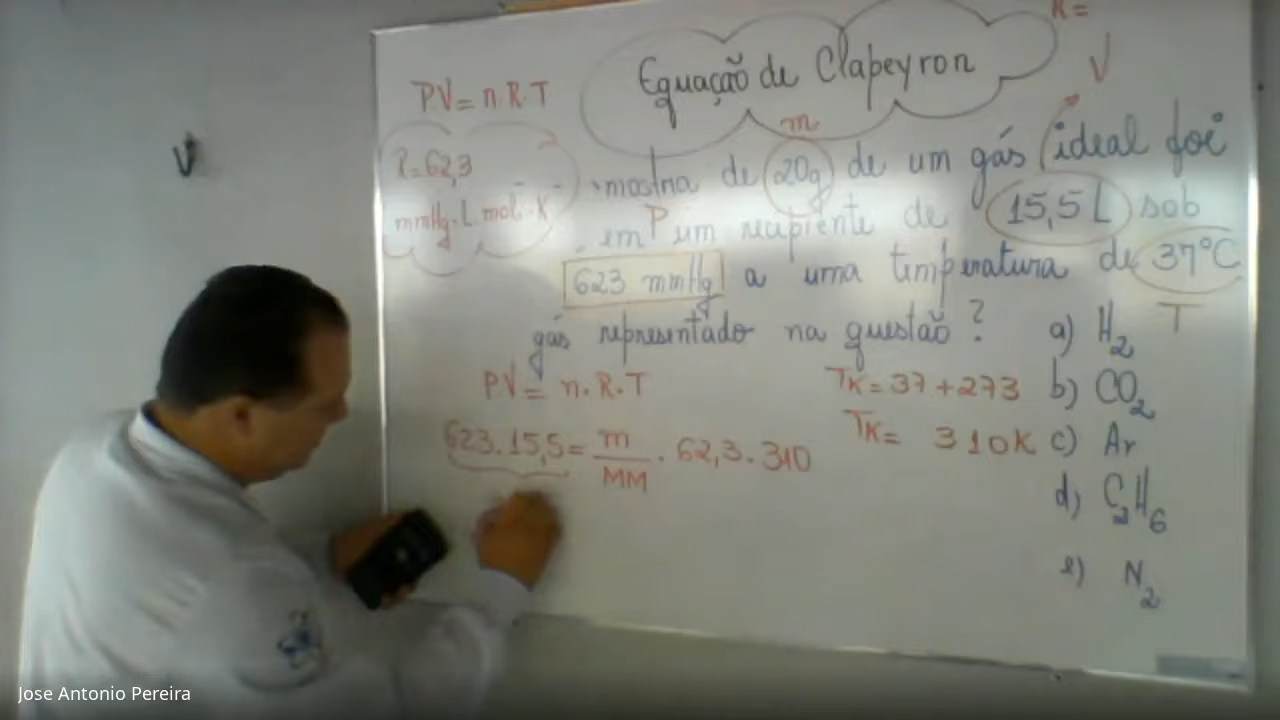 Equação de Clapeyron
PV = n.R.T
m
V
R=62,3
mmHg.L mol.K
mostra de 20g de um gás ideal foi
em um recipiente de 15,5L sob
P
623 mmHg a uma temperatura de 37°C
T
gás representado na questão?
a) H2
b) CO2
c) Ar
d) C2H6
e) N2
PV = n.R.T
623.15,5 = m/MM . 62,3.310
TK = 37 + 273
TK = 310K
V
Jose Antonio Pereira